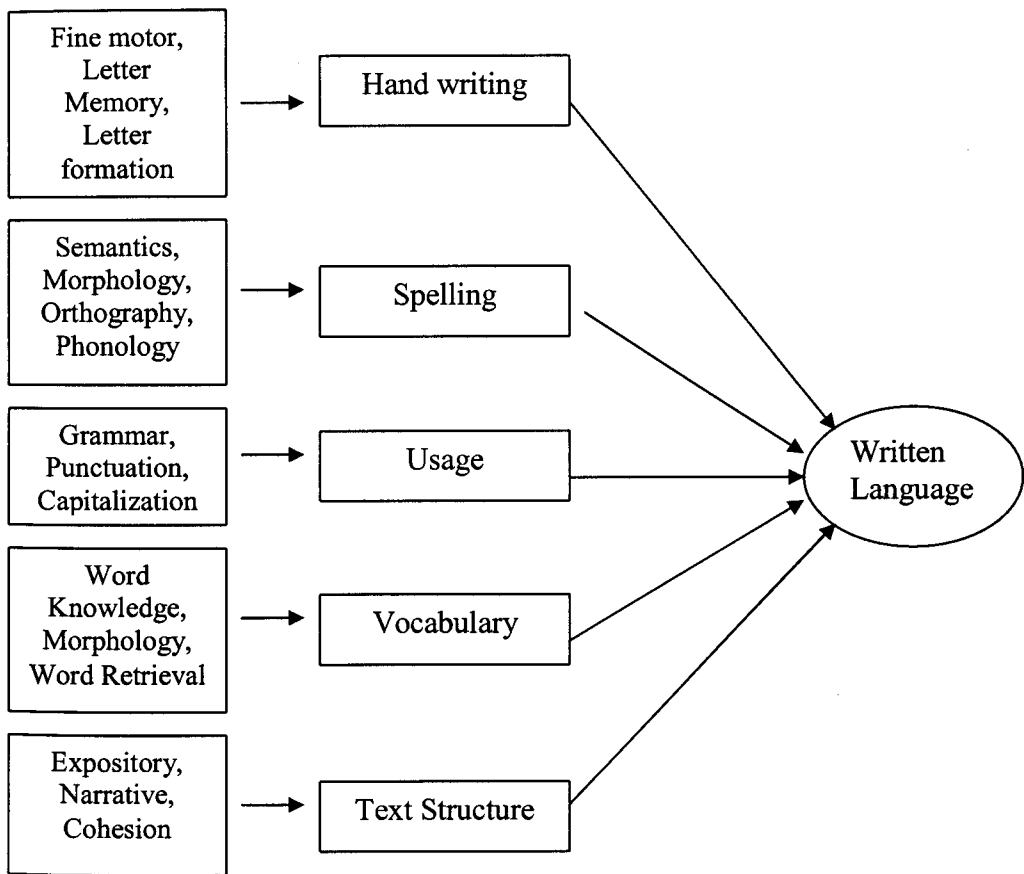 Fine motor,
Letter
Memory,
Letter
formation
Hand writing
Semantics,
Morphology,
Orthography,
Phonology
Spelling
Grammar,
Punctuation,
Capitalization
Usage
Written
Language
Word
Knowledge,
Morphology,
Word Retrieval
Vocabulary
Expository,
Narrative,
Cohesion
Text Structure